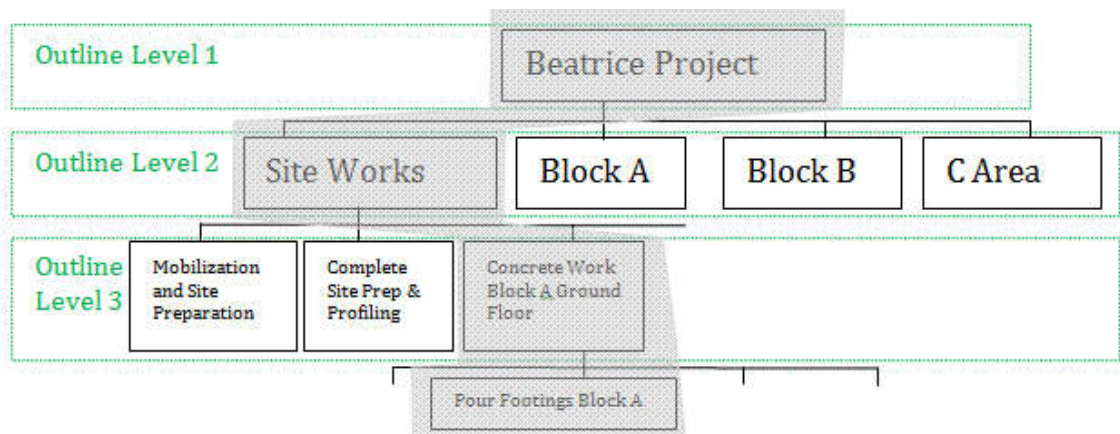 Outline Level 1
Beatrice Project
Outline Level 2
Site Works
Block A
Block B
C Area
Outline
Level 3
Mobilization
and Site
Preparation
Complete
Site Prep &
Profiling
Concrete Work
Block A Ground
Floor
Pour Footings Block A